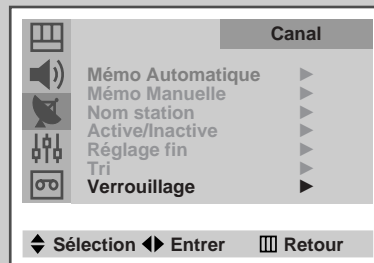 Canal
Mémo Automatique
Mémo Manuelle
Nom station
Active/Inactive
Réglage fin
Tri
Verrouillage
Sélection Entrer Retour